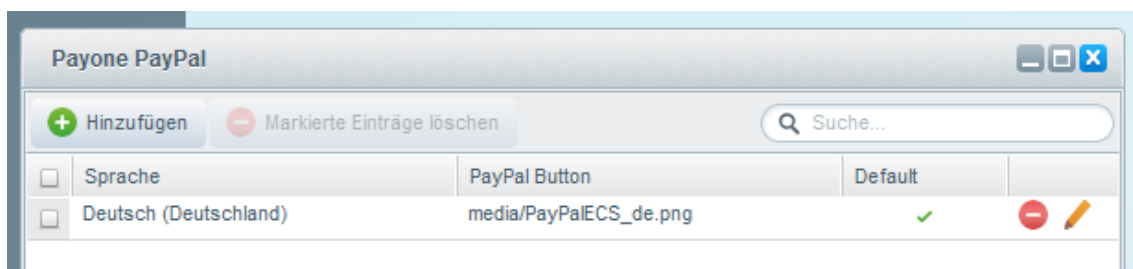 Payone PayPal
Hinzufügen Markierte Einträge löschen Suche...
Sprache PayPal Button Default
Deutsch (Deutschland) media/PayPalECS_de.png